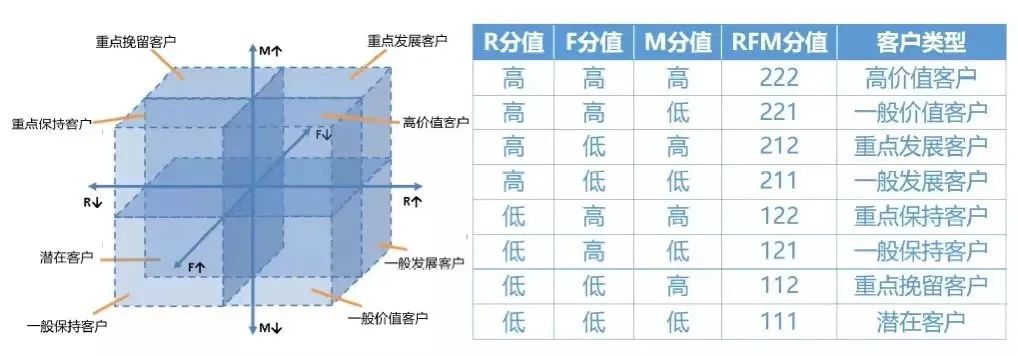 重点挽留客户
M↑
重点发展客户
重点保持客户
F↓
高价值客户
R↓
R↑
潜在客户
F↑
一般发展客户
一般保持客户
M↓
一般价值客户
R分值 F分值 M分值 RFM分值 客户类型
高 高 高 222 高价值客户
高 高 低 221 一般价值客户
高 低 高 212 重点发展客户
高 低 低 211 一般发展客户
低 高 高 122 重点保持客户
低 高 低 121 一般保持客户
低 低 高 112 重点挽留客户
低 低 低 111 潜在客户